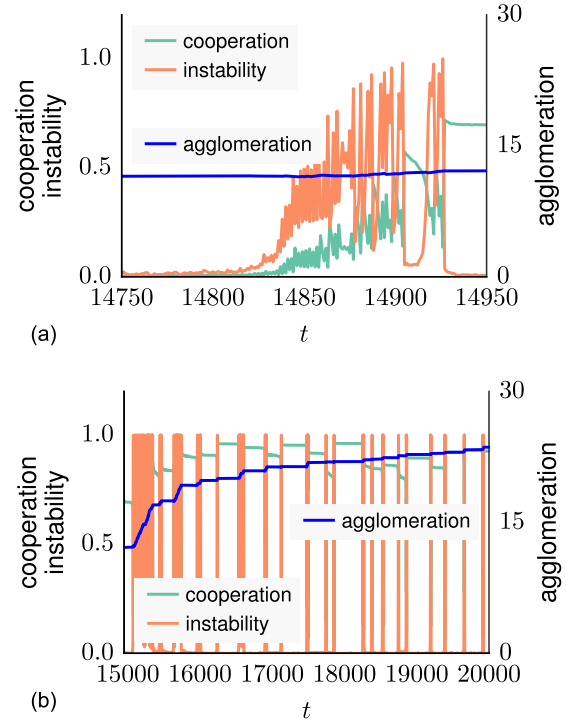 30
1.0
cooperation
instability
cooperation
instability
agglomeration
agglomeration
0.5
15
0.0
0
14750
14800
14850
14900
14950
t
(a)
30
1.0
cooperation
instability
agglomeration
agglomeration
0.5
15
cooperation
instability
0.0
0
15000
16000
17000
18000
19000
20000
t
(b)